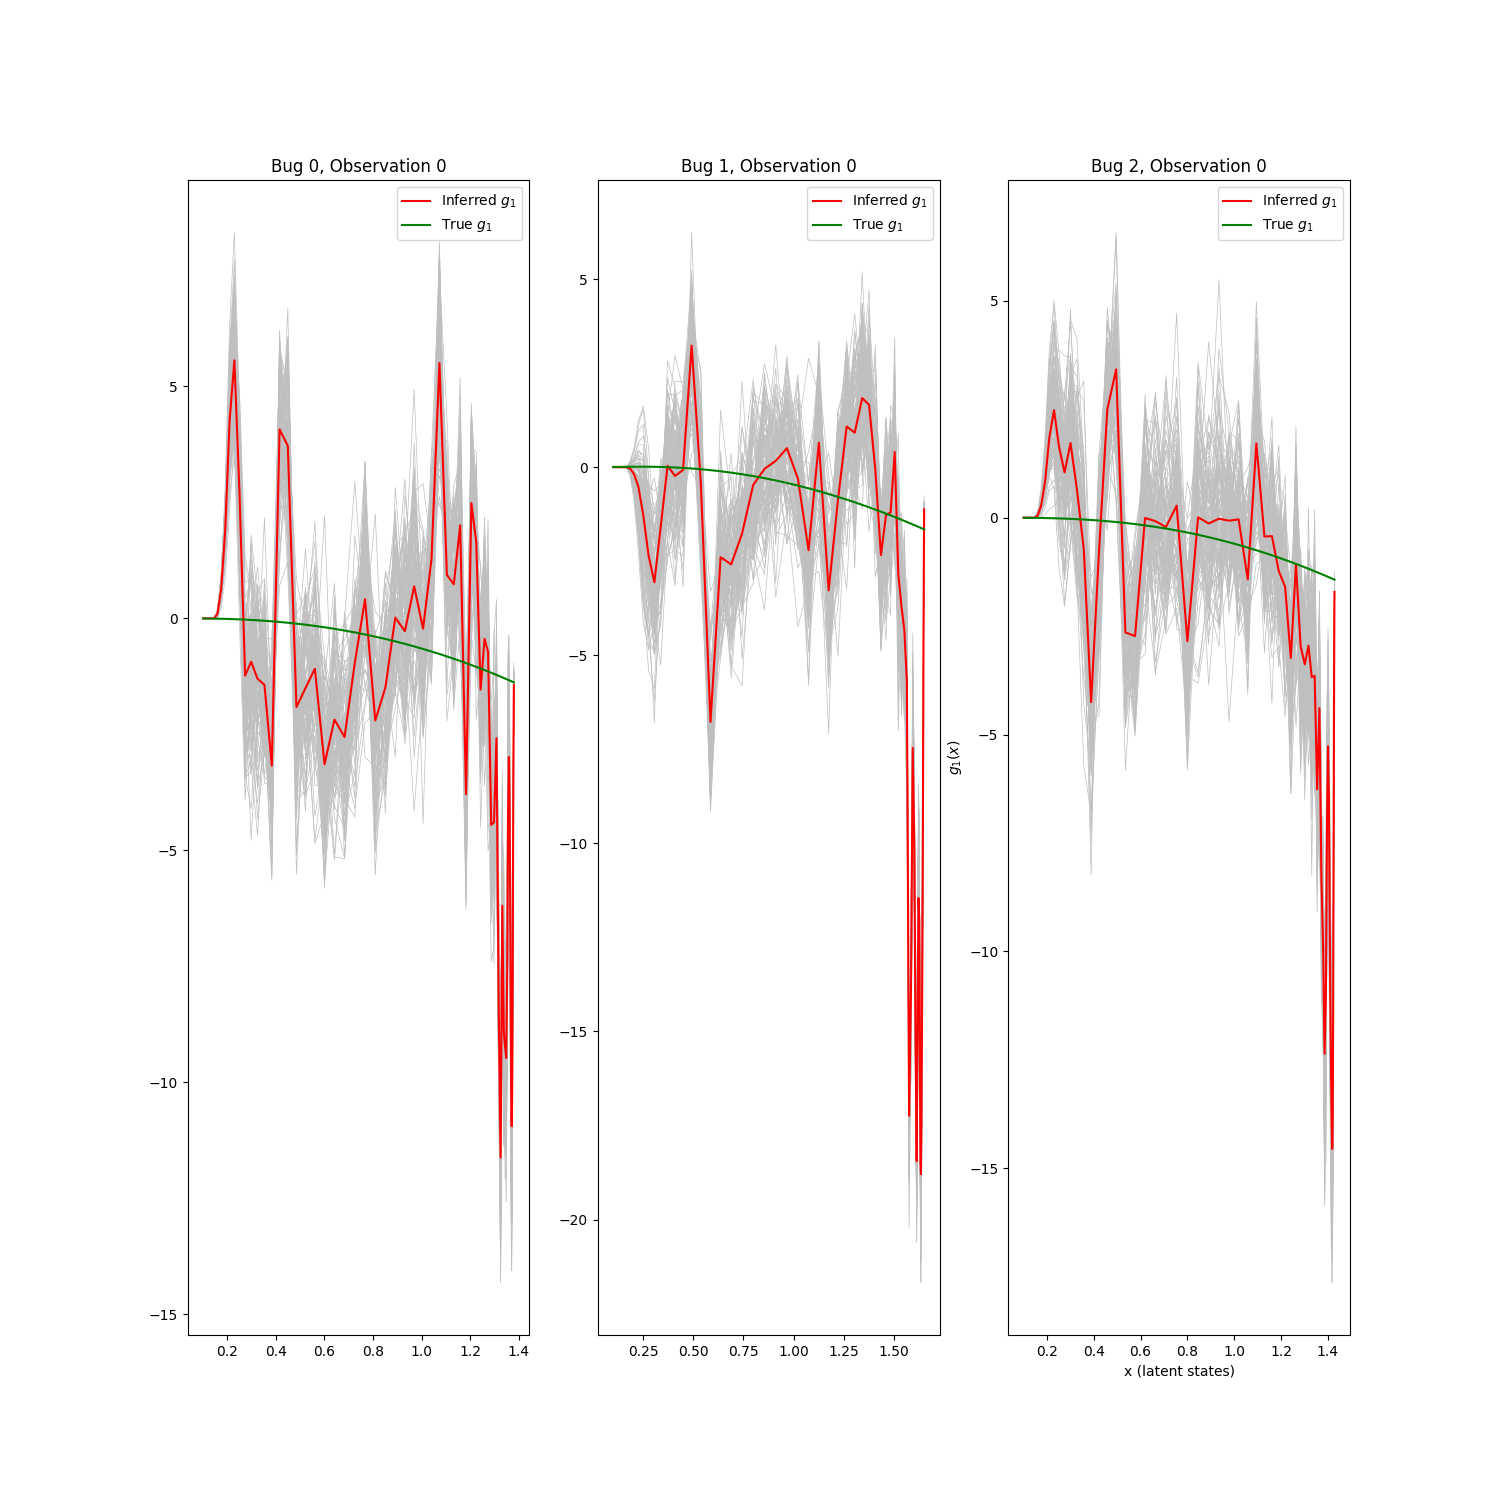 Bug 0, Observation 0
Inferred g₁
True g₁
5
0
−5
−10
−15
0.2 0.4 0.6 0.8 1.0 1.2 1.4
Bug 1, Observation 0
Inferred g₁
True g₁
5
0
−5
−10
−15
−20
0.25 0.50 0.75 1.00 1.25 1.50
Bug 2, Observation 0
Inferred g₁
True g₁
g₁(x)
5
0
−5
−10
−15
0.2 0.4 0.6 0.8 1.0 1.2 1.4
x (latent states)